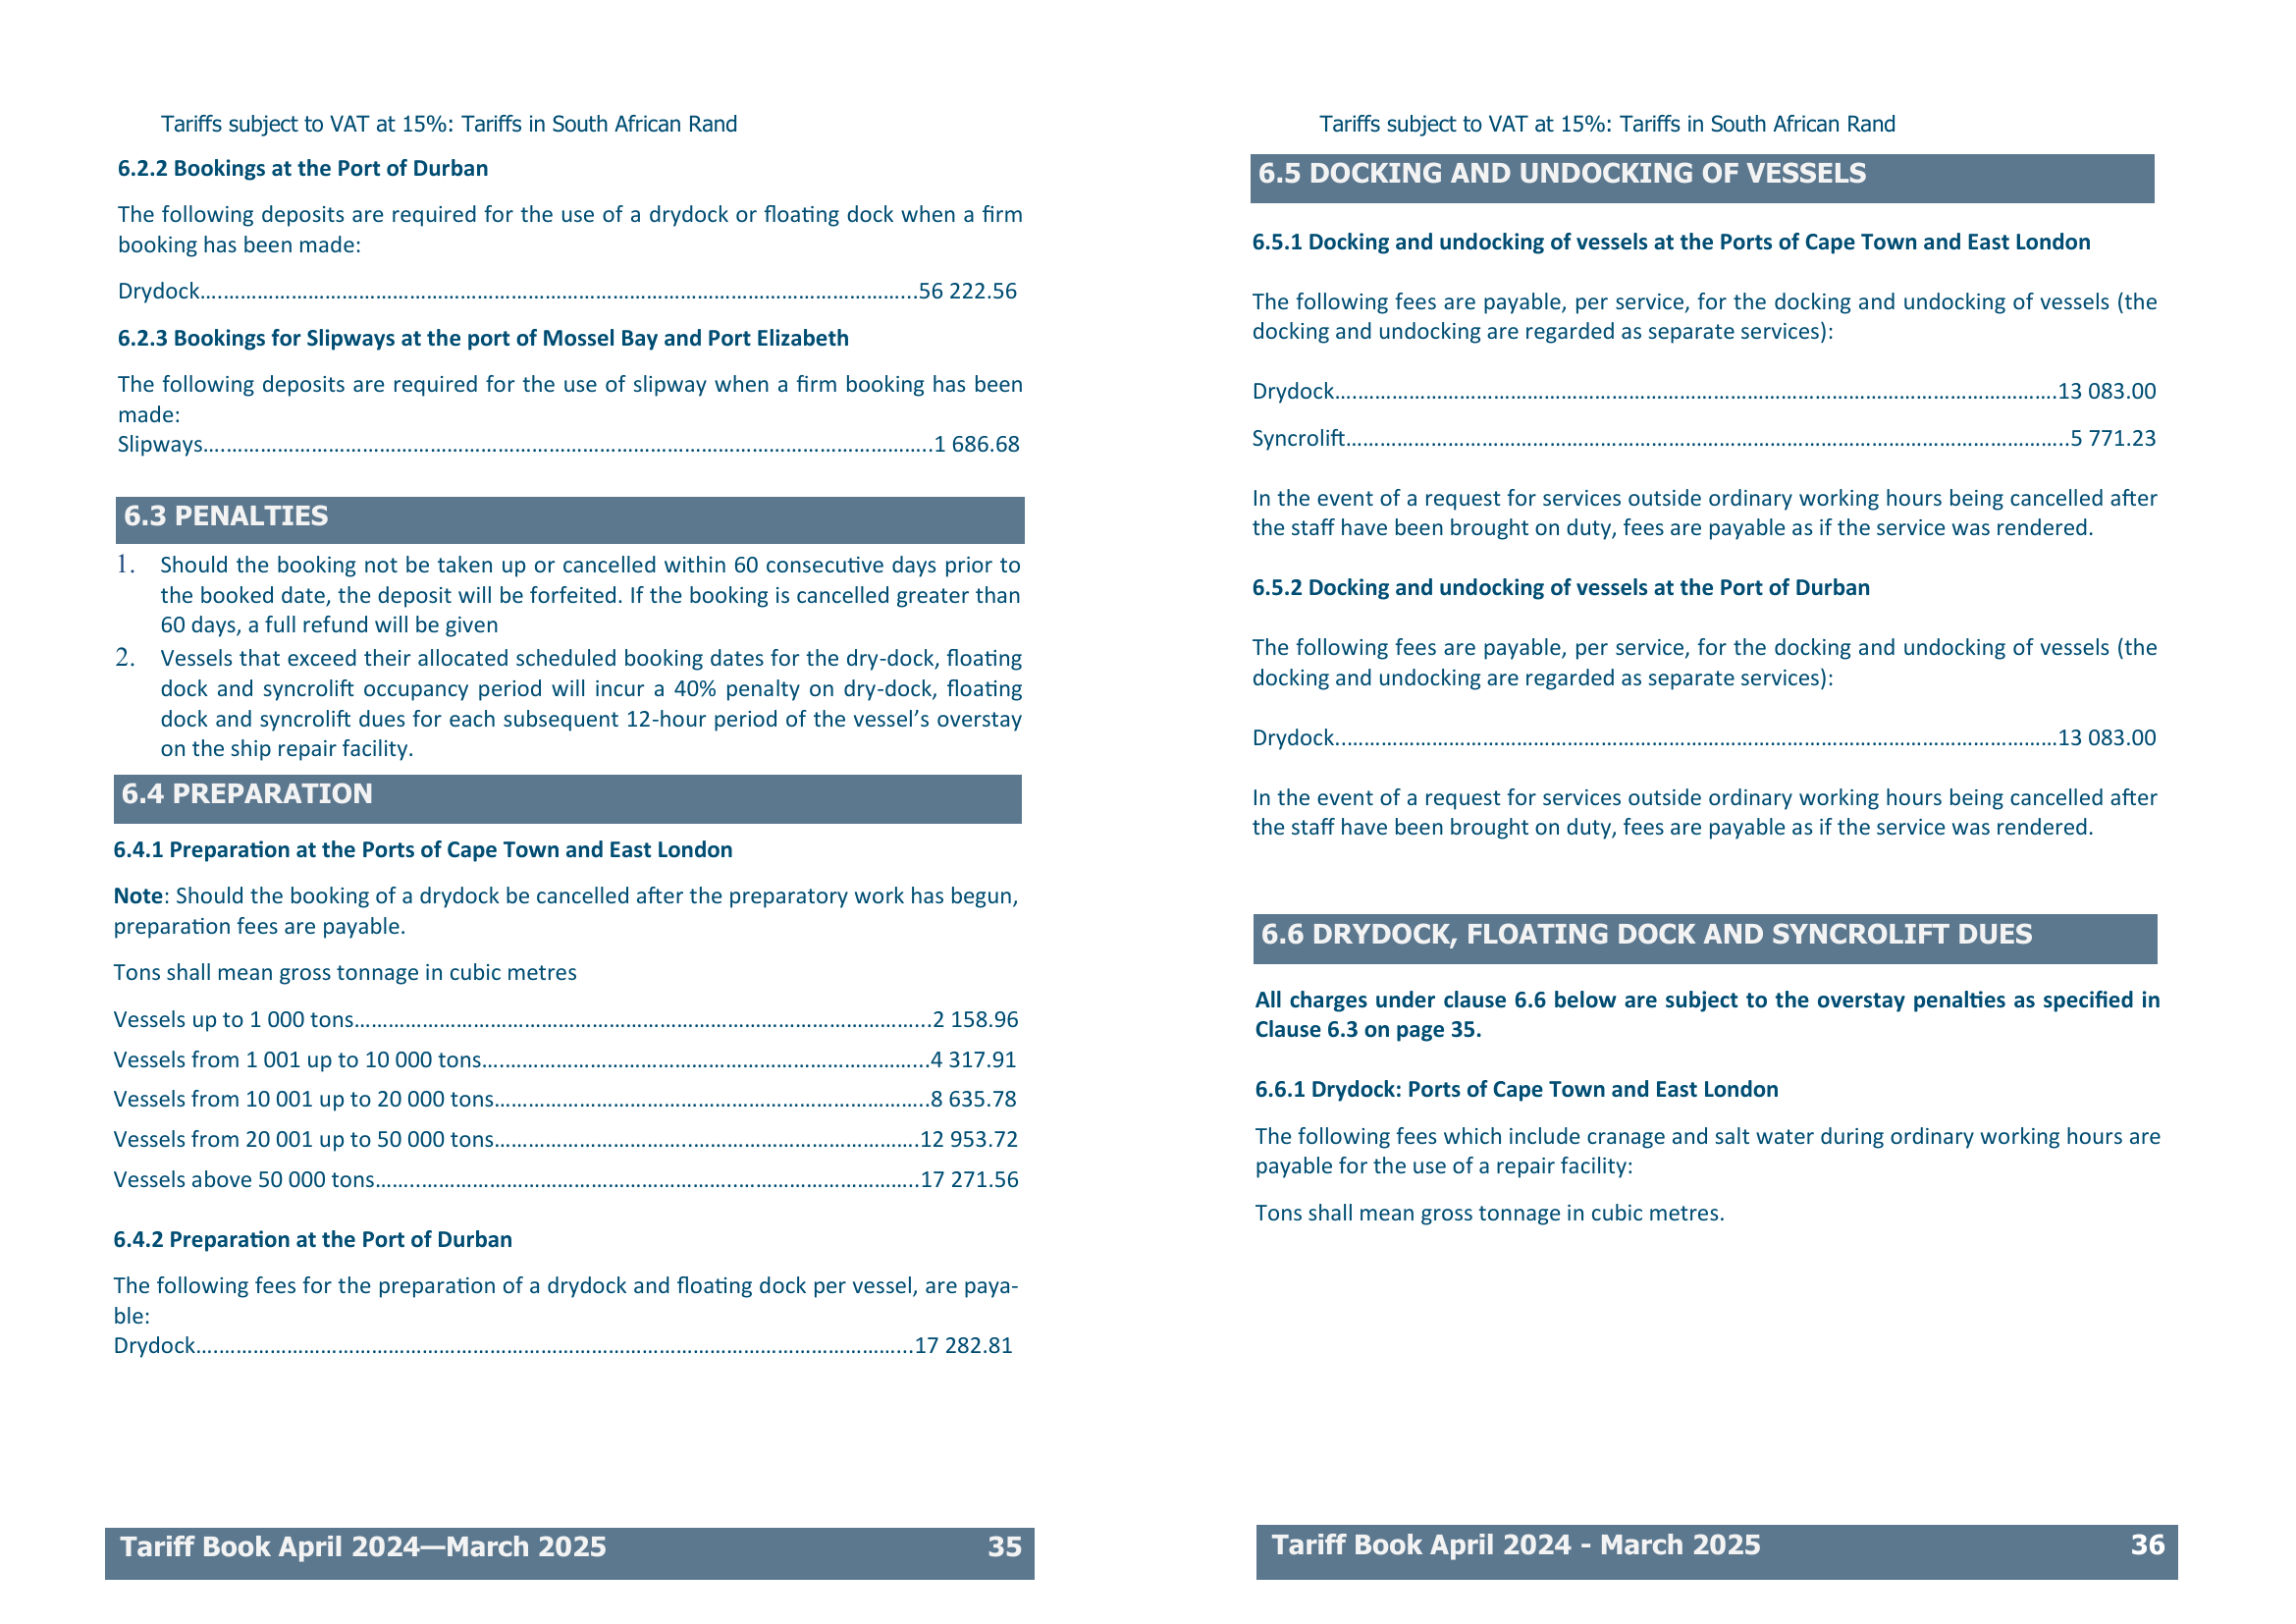 Tariffs subject to VAT at 15%: Tariffs in South African Rand
6.2.2 Bookings at the Port of Durban
The following deposits are required for the use of a drydock or floating dock when a firm
booking has been made:
Drydock………………………………………………………………………………………..56 222.56
6.2.3 Bookings for Slipways at the port of Mossel Bay and Port Elizabeth
The following deposits are required for the use of slipway when a firm booking has been
made:
Slipways………………………………………………………………………………………..1 686.68
6.3 PENALTIES
1. Should the booking not be taken up or cancelled within 60 consecutive days prior to
the booked date, the deposit will be forfeited. If the booking is cancelled greater than
60 days, a full refund will be given
2. Vessels that exceed their allocated scheduled booking dates for the dry-dock, floating
dock and syncrolift occupancy period will incur a 40% penalty on dry-dock, floating
dock and syncrolift dues for each subsequent 12-hour period of the vessel’s overstay
on the ship repair facility.
6.4 PREPARATION
6.4.1 Preparation at the Ports of Cape Town and East London
Note: Should the booking of a drydock be cancelled after the preparatory work has begun,
preparation fees are payable.
Tons shall mean gross tonnage in cubic metres
Vessels up to 1 000 tons……………………………………………………………………..2 158.96
Vessels from 1 001 up to 10 000 tons……………………………………………………..4 317.91
Vessels from 10 001 up to 20 000 tons……………………………………………………..8 635.78
Vessels from 20 001 up to 50 000 tons……………………………………………………..12 953.72
Vessels above 50 000 tons……………………………………………………………………..17 271.56
6.4.2 Preparation at the Port of Durban
The following fees for the preparation of a drydock and floating dock per vessel, are paya-
ble:
Drydock………………………………………………………………………………………...17 282.81
Tariff Book April 2024—March 2025 35
Tariffs subject to VAT at 15%: Tariffs in South African Rand
6.5 DOCKING AND UNDOCKING OF VESSELS
6.5.1 Docking and undocking of vessels at the Ports of Cape Town and East London
The following fees are payable, per service, for the docking and undocking of vessels (the
docking and undocking are regarded as separate services):
Drydock……………………………………………………………………………………….13 083.00
Syncrolift………………………………………………………………………………………..5 771.23
In the event of a request for services outside ordinary working hours being cancelled after
the staff have been brought on duty, fees are payable as if the service was rendered.
6.5.2 Docking and undocking of vessels at the Port of Durban
The following fees are payable, per service, for the docking and undocking of vessels (the
docking and undocking are regarded as separate services):
Drydock..……………………………………………………………………………………….13 083.00
In the event of a request for services outside ordinary working hours being cancelled after
the staff have been brought on duty, fees are payable as if the service was rendered.
6.6 DRYDOCK, FLOATING DOCK AND SYNCROLIFT DUES
All charges under clause 6.6 below are subject to the overstay penalties as specified in
Clause 6.3 on page 35.
6.6.1 Drydock: Ports of Cape Town and East London
The following fees which include cranage and salt water during ordinary working hours are
payable for the use of a repair facility:
Tons shall mean gross tonnage in cubic metres.
Tariff Book April 2024 - March 2025 36